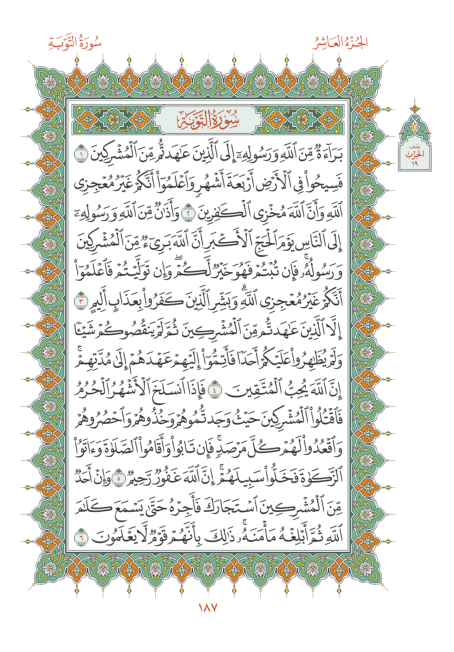 الجُزْءُ العَاشِرُ
سُورَةُ التَّوْبَةِ
سُورَةُ التَّوْبَةِ
بَرَآءَةٌ مِّنَ ٱللَّهِ وَرَسُولِهِۦٓ إِلَى ٱلَّذِينَ عَٰهَدتُّم مِّنَ ٱلْمُشْرِكِينَ ١
فَسِيحُوا۟ فِى ٱلْأَرْضِ أَرْبَعَةَ أَشْهُرٍ وَٱعْلَمُوٓا۟ أَنَّكُمْ غَيْرُ مُعْجِزِى
ٱللَّهِ وَأَنَّ ٱللَّهَ مُخْزِى ٱلْكَٰفِرِينَ ٢ وَأَذَٰنٌ مِّنَ ٱللَّهِ وَرَسُولِهِۦٓ
إِلَى ٱلنَّاسِ يَوْمَ ٱلْحَجِّ ٱلْأَكْبَرِ أَنَّ ٱللَّهَ بَرِىٓءٌ مِّنَ ٱلْمُشْرِكِينَ
وَرَسُولُهُۥ فَإِن تُبْتُمْ فَهُوَ خَيْرٌ لَّكُمْ وَإِن تَوَلَّيْتُمْ فَٱعْلَمُوٓا۟
أَنَّكُمْ غَيْرُ مُعْجِزِى ٱللَّهِ وَبَشِّرِ ٱلَّذِينَ كَفَرُوا۟ بِعَذَابٍ أَلِيمٍ ٣
إِلَّا ٱلَّذِينَ عَٰهَدتُّم مِّنَ ٱلْمُشْرِكِينَ ثُمَّ لَمْ يَنقُصُوكُمْ شَيْـًٔا
وَلَمْ يُظَٰهِرُوا۟ عَلَيْكُمْ أَحَدًا فَأَتِمُّوٓا۟ إِلَيْهِمْ عَهْدَهُمْ إِلَىٰ مُدَّتِهِمْ
إِنَّ ٱللَّهَ يُحِبُّ ٱلْمُتَّقِينَ ٤ فَإِذَا ٱنسَلَخَ ٱلْأَشْهُرُ ٱلْحُرُمُ
فَٱقْتُلُوا۟ ٱلْمُشْرِكِينَ حَيْثُ وَجَدتُّمُوهُمْ وَخُذُوهُمْ وَٱحْصُرُوهُمْ
وَٱقْعُدُوا۟ لَهُمْ كُلَّ مَرْصَدٍ فَإِن تَابُوا۟ وَأَقَامُوا۟ ٱلصَّلَوٰةَ وَءَاتَوُا۟
ٱلزَّكَوٰةَ فَخَلُّوا۟ سَبِيلَهُمْ إِنَّ ٱللَّهَ غَفُورٌ رَّحِيمٌ ٥ وَإِنْ أَحَدٌ
مِّنَ ٱلْمُشْرِكِينَ ٱسْتَجَارَكَ فَأَجِرْهُ حَتَّىٰ يَسْمَعَ كَلَٰمَ
ٱللَّهِ ثُمَّ أَبْلِغْهُ مَأْمَنَهُۥ ذَٰلِكَ بِأَنَّهُمْ قَوْمٌ لَّا يَعْلَمُونَ ٦
نصف
الحزب
١٩
١٨٧